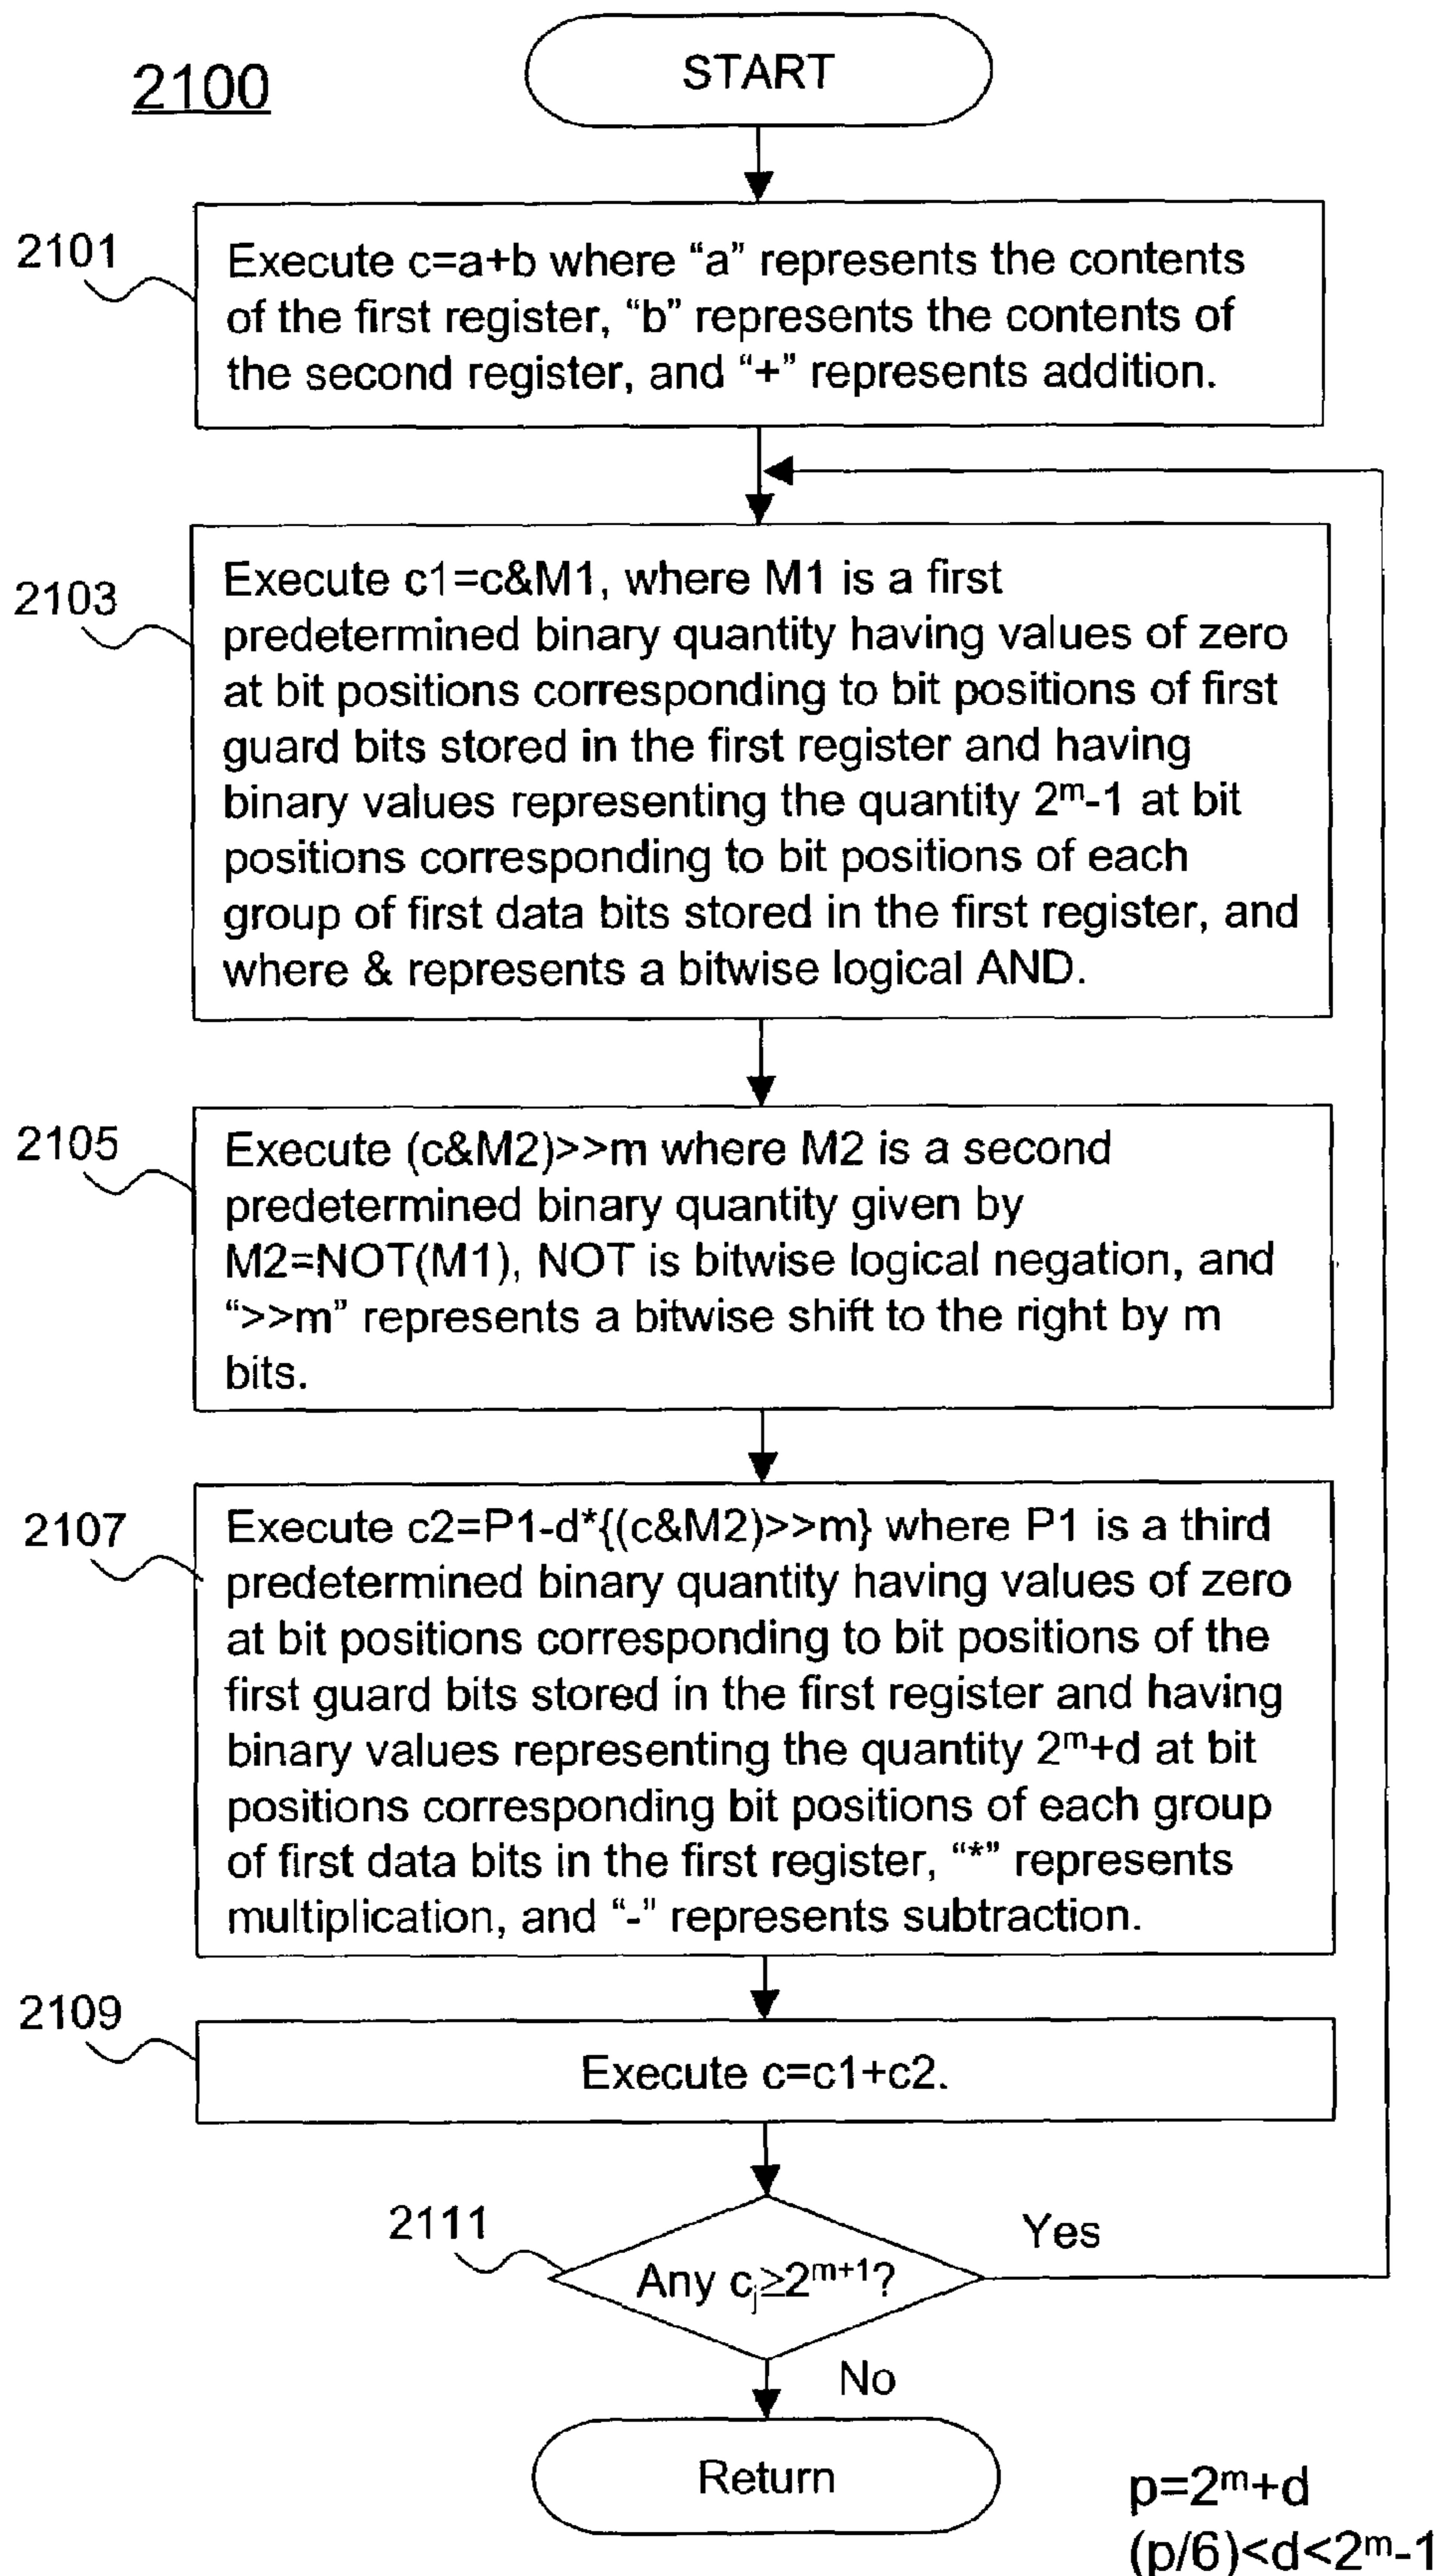 2100
START
2101
Execute c=a+b where “a” represents the contents
of the first register, “b” represents the contents of
the second register, and “+” represents addition.
2103
Execute c1=c&M1, where M1 is a first
predetermined binary quantity having values of zero
at bit positions corresponding to bit positions of first
guard bits stored in the first register and having
binary values representing the quantity 2ᵐ-1 at bit
positions corresponding to bit positions of each
group of first data bits stored in the first register, and
where & represents a bitwise logical AND.
2105
Execute (c&M2)>>m where M2 is a second
predetermined binary quantity given by
M2=NOT(M1), NOT is bitwise logical negation, and
“>>m” represents a bitwise shift to the right by m
bits.
2107
Execute c2=P1-d*{(c&M2)>>m} where P1 is a third
predetermined binary quantity having values of zero
at bit positions corresponding to bit positions of the
first guard bits stored in the first register and having
binary values representing the quantity 2ᵐ+d at bit
positions corresponding bit positions of each group
of first data bits in the first register, “*” represents
multiplication, and “-” represents subtraction.
2109
Execute c=c1+c2.
2111
Any cⱼ≥2ᵐ⁺¹?
Yes
No
Return
p=2ᵐ+d
(p/6)<d<2ᵐ-1